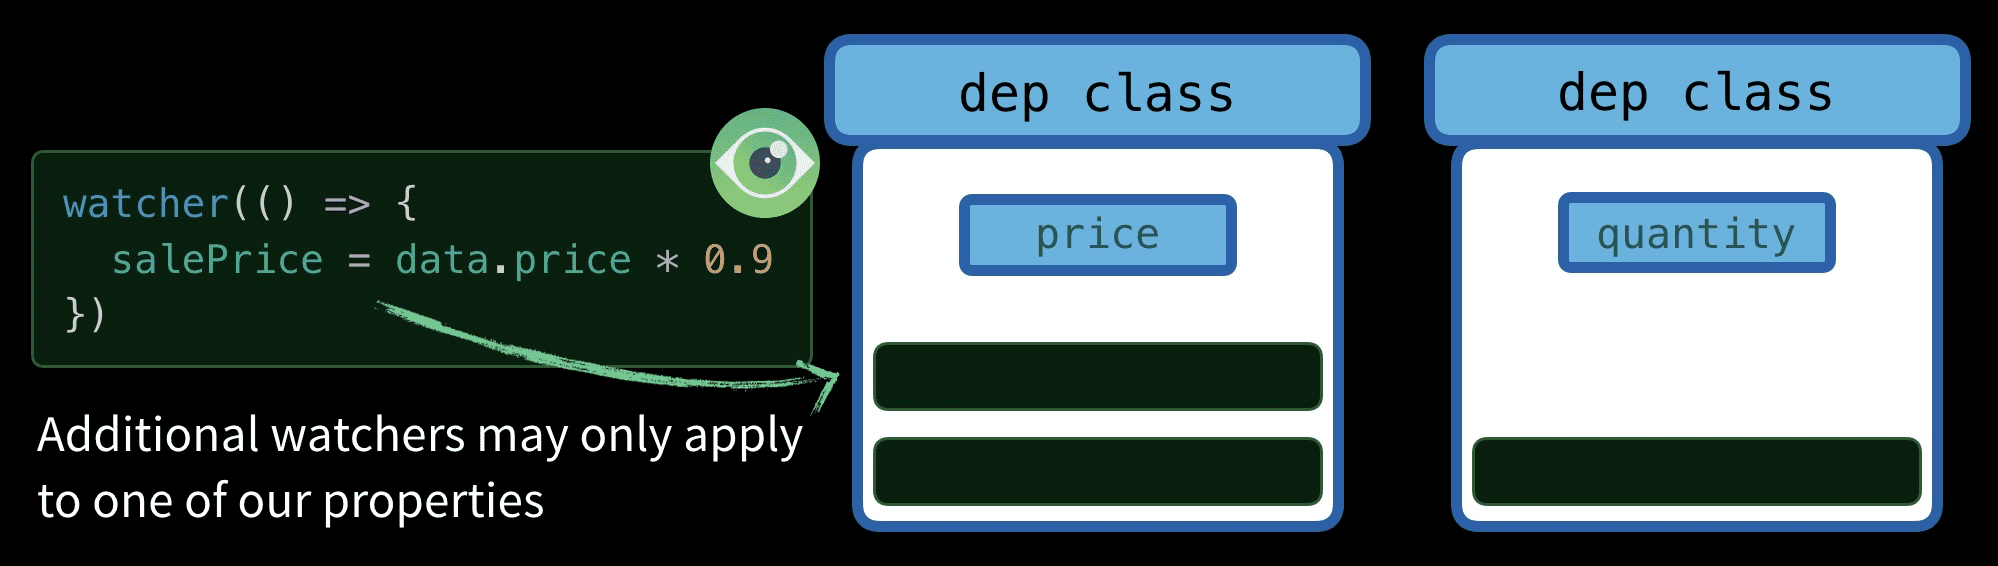 watcher(() => {
  salePrice = data.price * 0.9
})
Additional watchers may only apply
to one of our properties
dep class
price
dep class
quantity